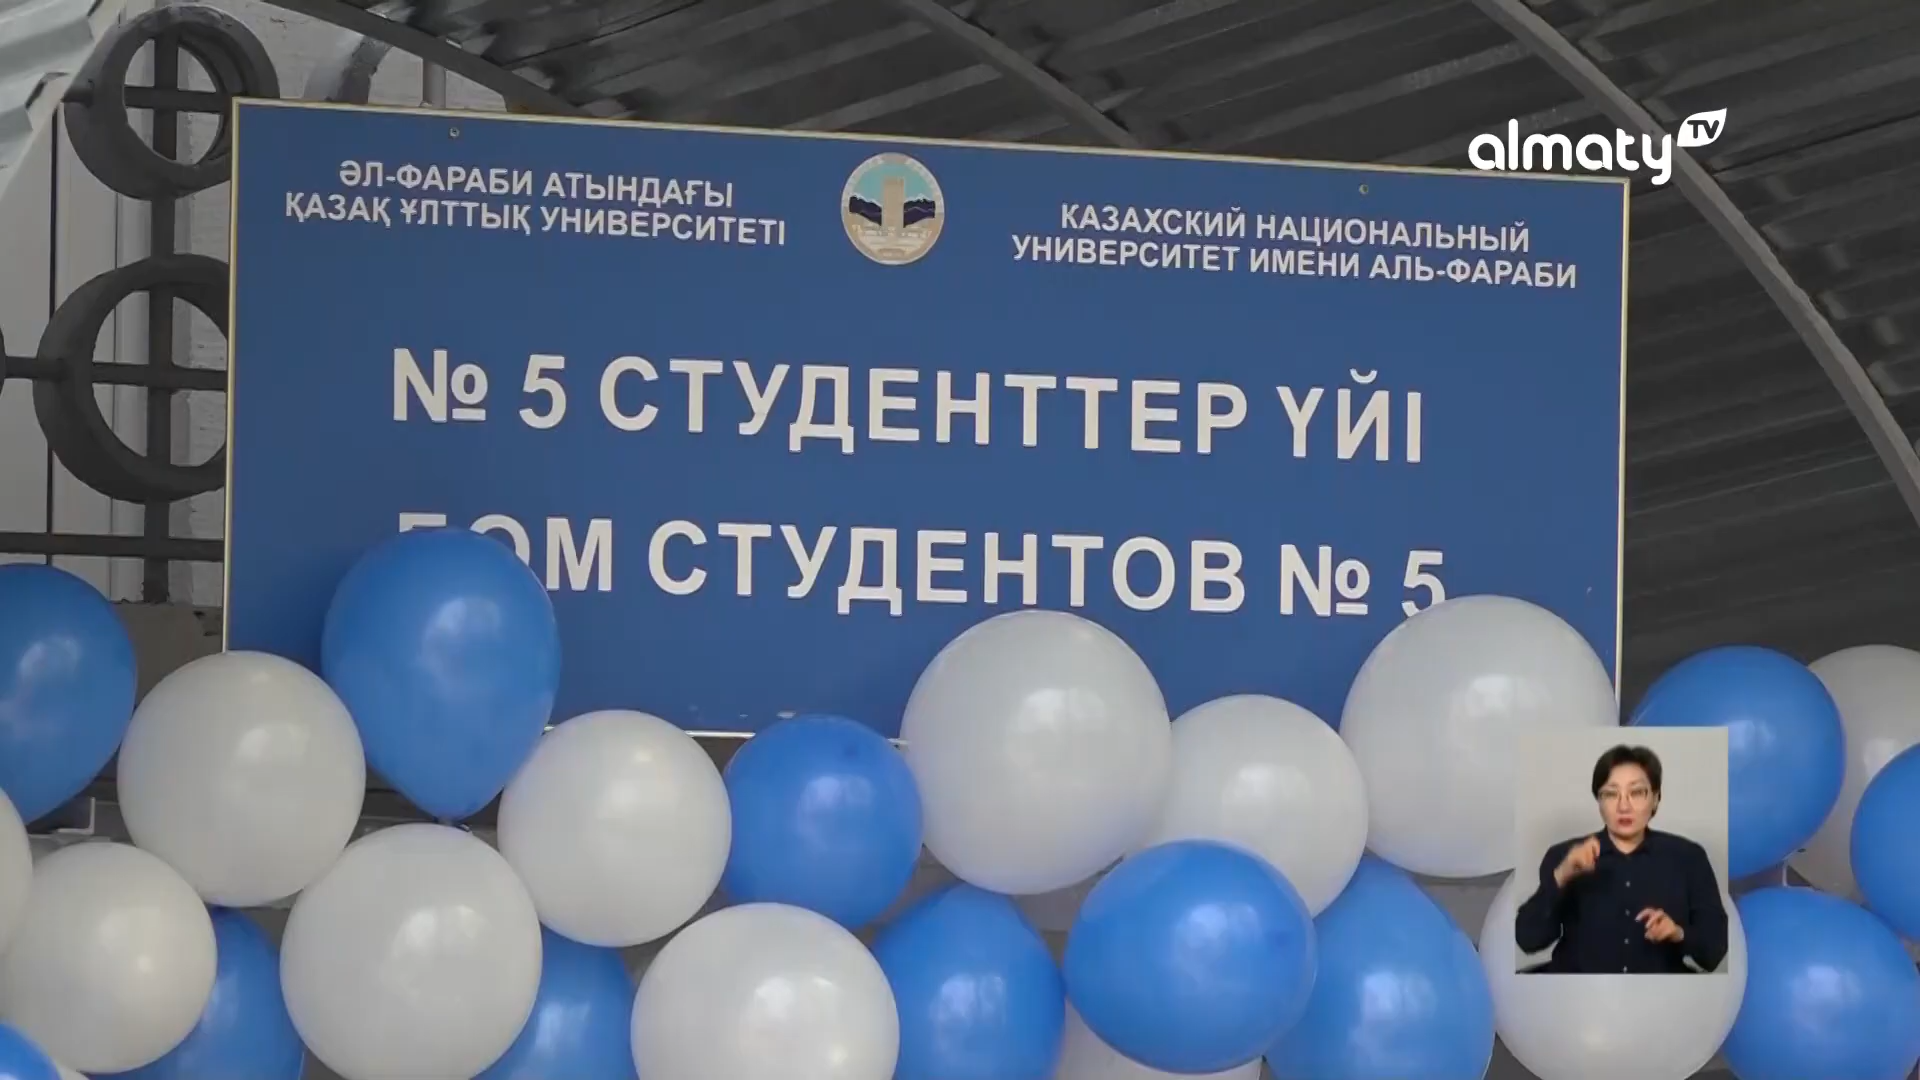 almaty TV
ӘЛ-ФАРАБИ АТЫНДАҒЫ
ҚАЗАҚ ҰЛТТЫҚ УНИВЕРСИТЕТІ
КАЗАХСКИЙ НАЦИОНАЛЬНЫЙ
УНИВЕРСИТЕТ ИМЕНИ АЛЬ-ФАРАБИ
№ 5 СТУДЕНТТЕР ҮЙІ
ДОМ СТУДЕНТОВ № 5